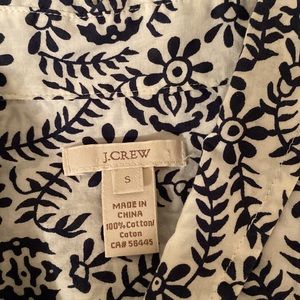 J.CREW
S
MADE IN
CHINA
100% Cotton/
Coton
CA# 56445